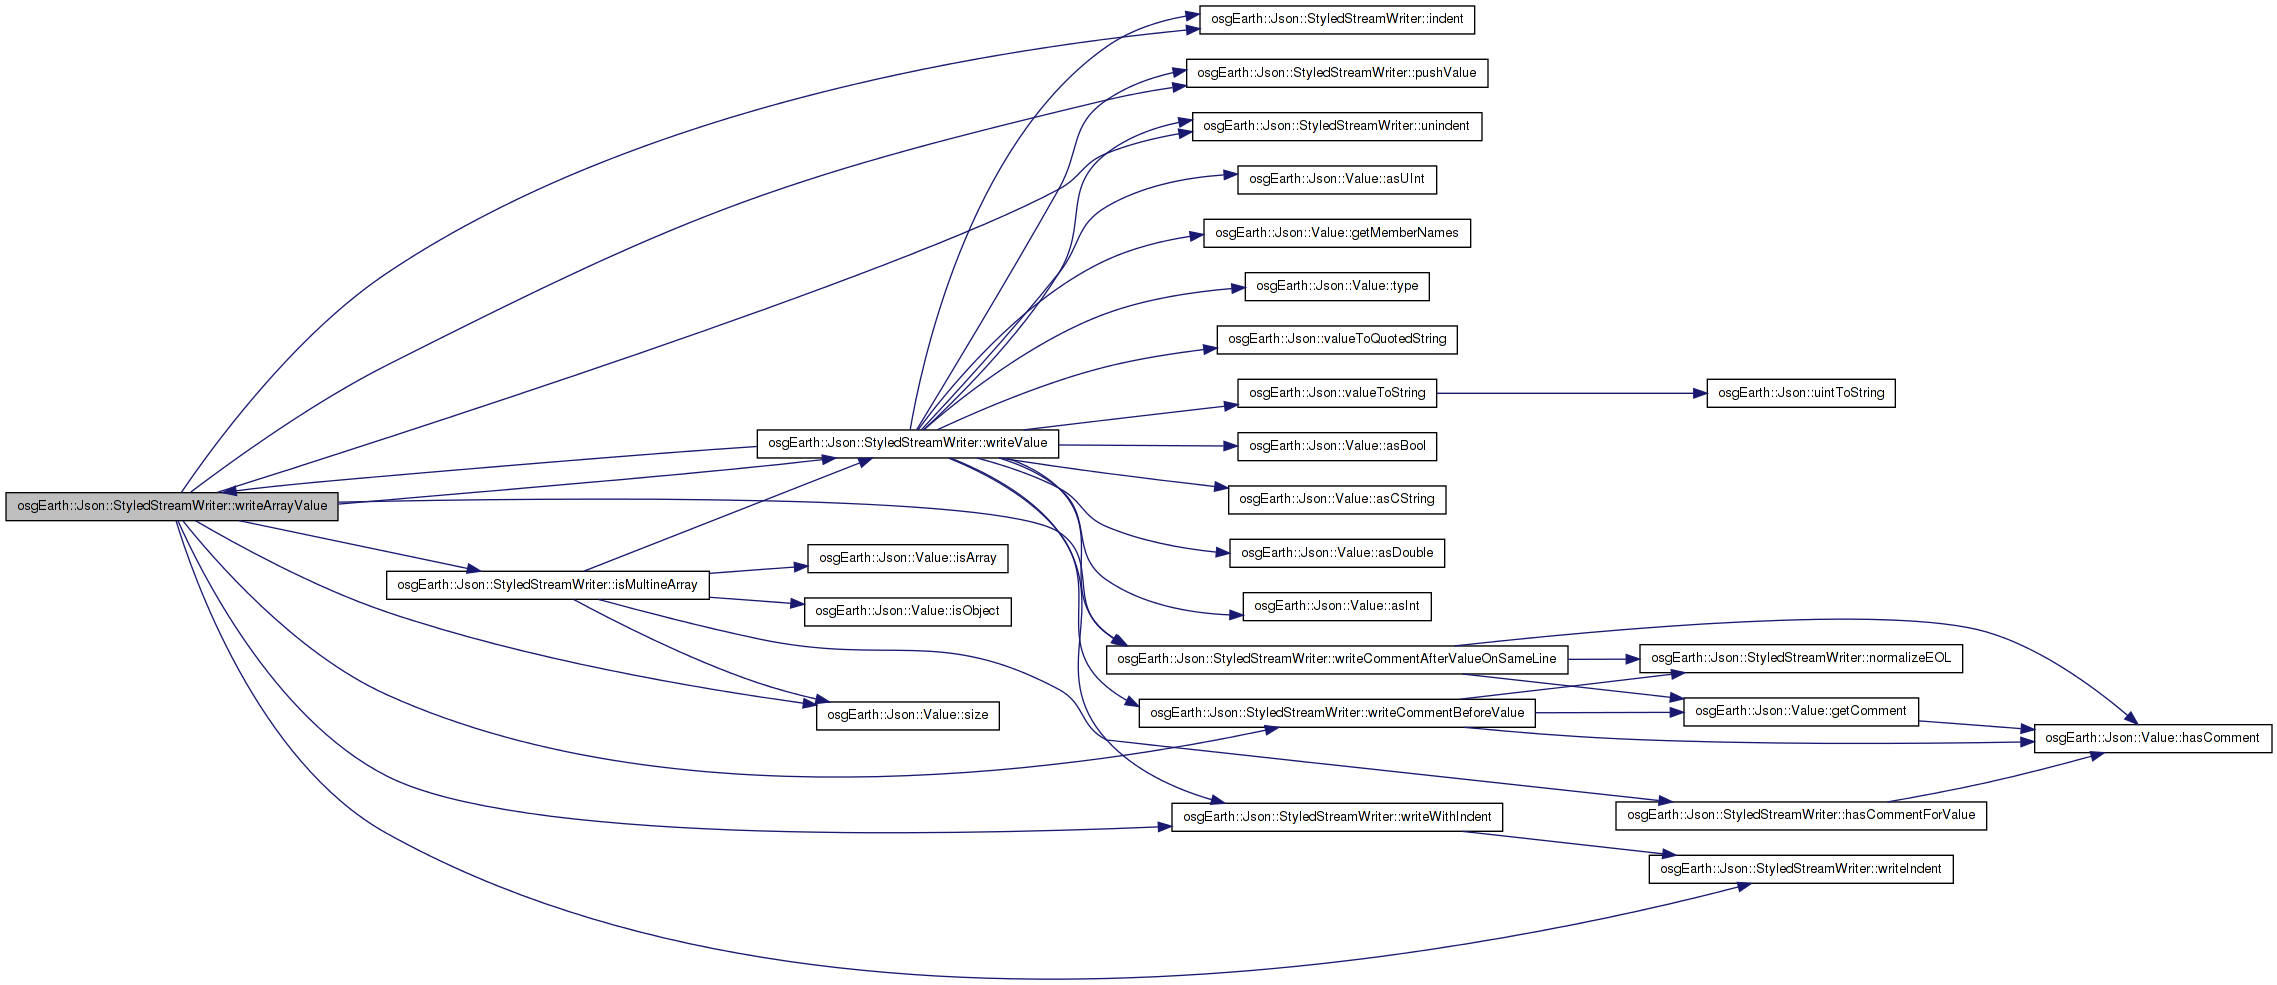 osgEarth::Json::StyledStreamWriter::indent
osgEarth::Json::StyledStreamWriter::pushValue
osgEarth::Json::StyledStreamWriter::unindent
osgEarth::Json::Value::asUInt
osgEarth::Json::Value::getMemberNames
osgEarth::Json::Value::type
osgEarth::Json::valueToQuotedString
osgEarth::Json::valueToString
osgEarth::Json::uintToString
osgEarth::Json::StyledStreamWriter::writeValue
osgEarth::Json::Value::asBool
osgEarth::Json::Value::asCString
osgEarth::Json::StyledStreamWriter::writeArrayValue
osgEarth::Json::Value::asDouble
osgEarth::Json::Value::isArray
osgEarth::Json::StyledStreamWriter::isMultineArray
osgEarth::Json::Value::isObject
osgEarth::Json::Value::asInt
osgEarth::Json::StyledStreamWriter::writeCommentAfterValueOnSameLine
osgEarth::Json::StyledStreamWriter::normalizeEOL
osgEarth::Json::Value::size
osgEarth::Json::StyledStreamWriter::writeCommentBeforeValue
osgEarth::Json::Value::getComment
osgEarth::Json::Value::hasComment
osgEarth::Json::StyledStreamWriter::writeWithIndent
osgEarth::Json::StyledStreamWriter::hasCommentForValue
osgEarth::Json::StyledStreamWriter::writeIndent